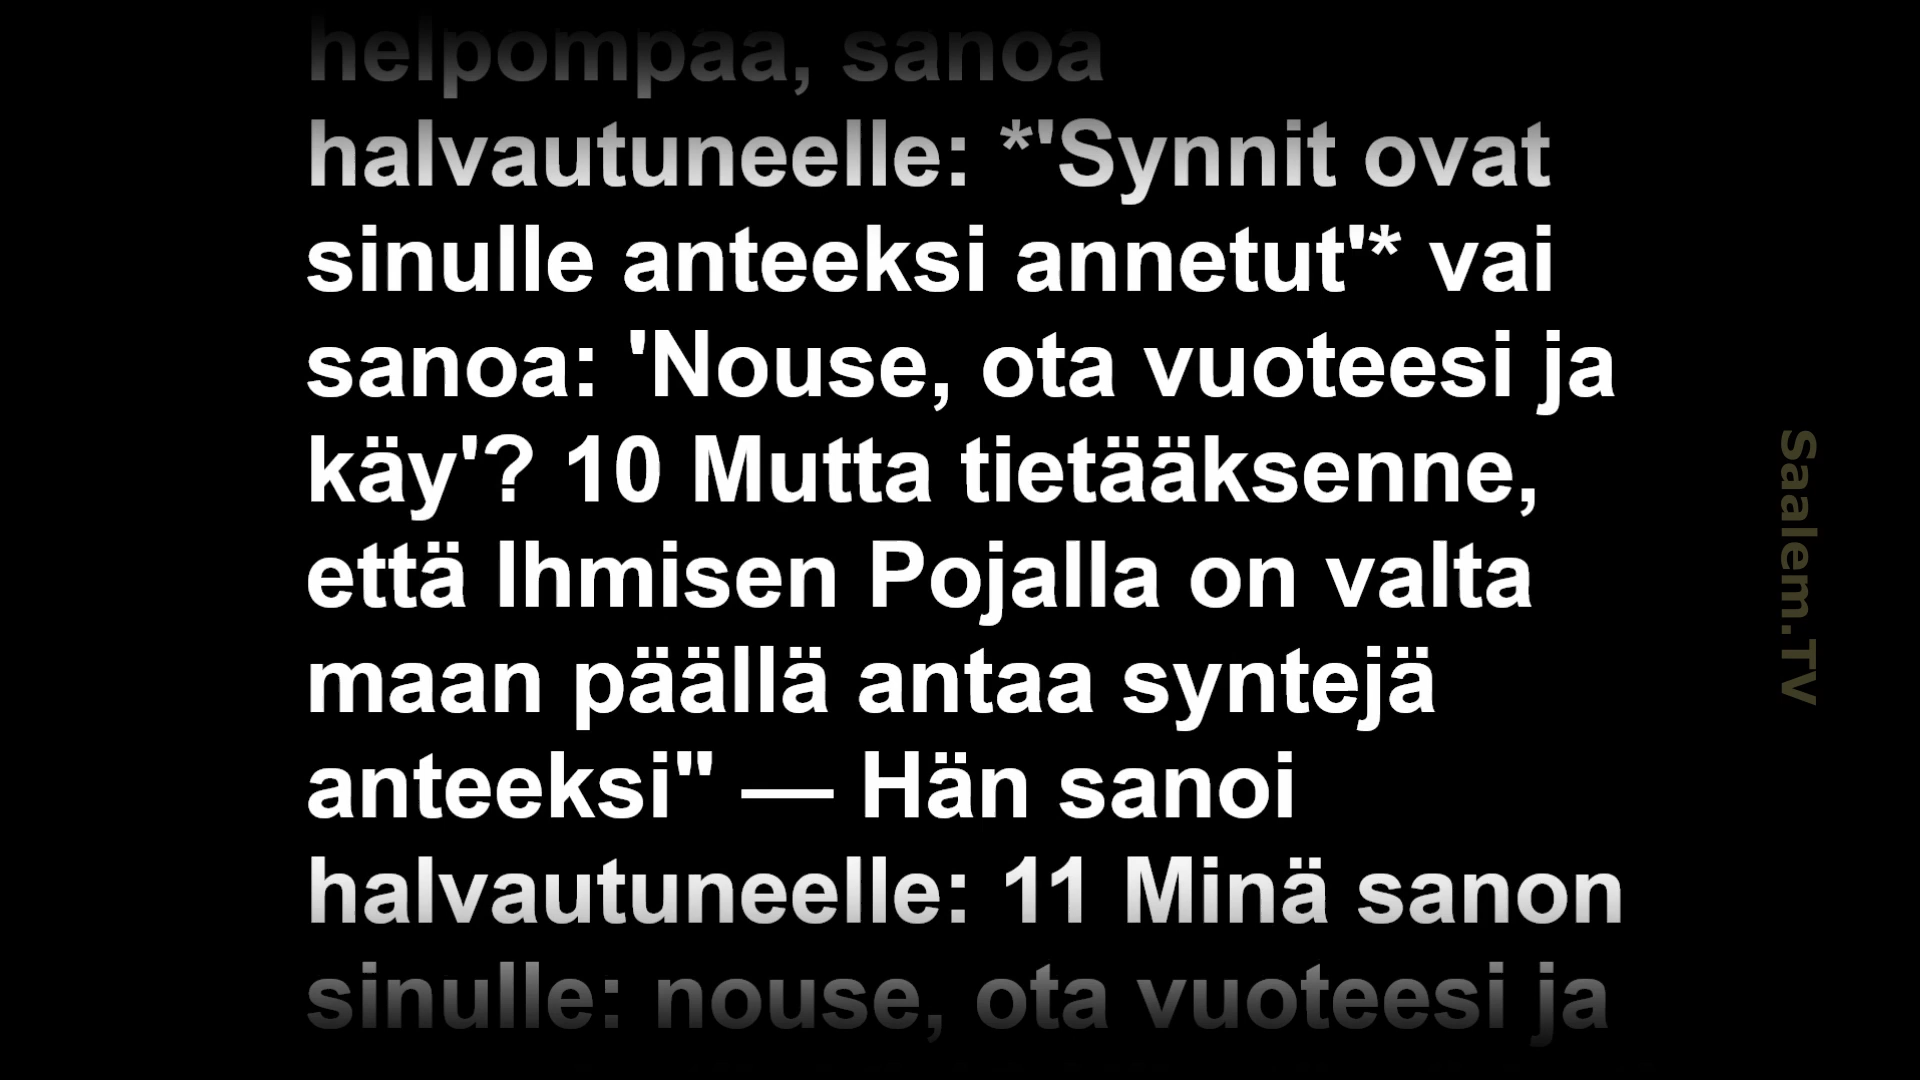 helpompaa, sanoa
halvautuneelle: *'Synnit ovat
sinulle anteeksi annetut'* vai
sanoa: 'Nouse, ota vuoteesi ja
käy'? 10 Mutta tietääksenne,
että Ihmisen Pojalla on valta
maan päällä antaa syntejä
anteeksi" — Hän sanoi
halvautuneelle: 11 Minä sanon
sinulle: nouse, ota vuoteesi ja
Saalem.TV